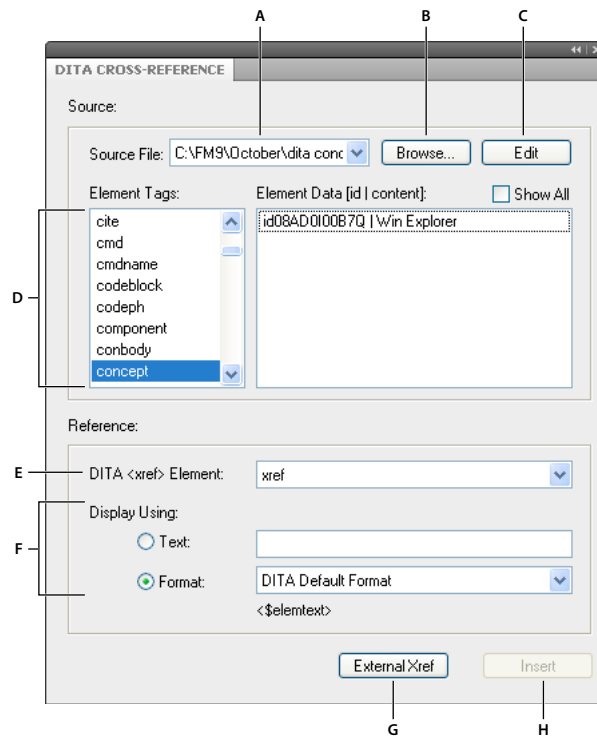 A B C
DITA CROSS-REFERENCE
Source:
Source File: C:\FM9\October\dita conc Browse... Edit
Element Tags: Element Data [id | content]: Show All
cite id08AD0I00B7Q | Win Explorer
cmd
cmdname
codeblock
D codeph
component
conbody
concept
Reference:
E DITA <xref> Element: xref
Display Using:
F Text:
Format: DITA Default Format
<$elemtext>
External Xref Insert
G H